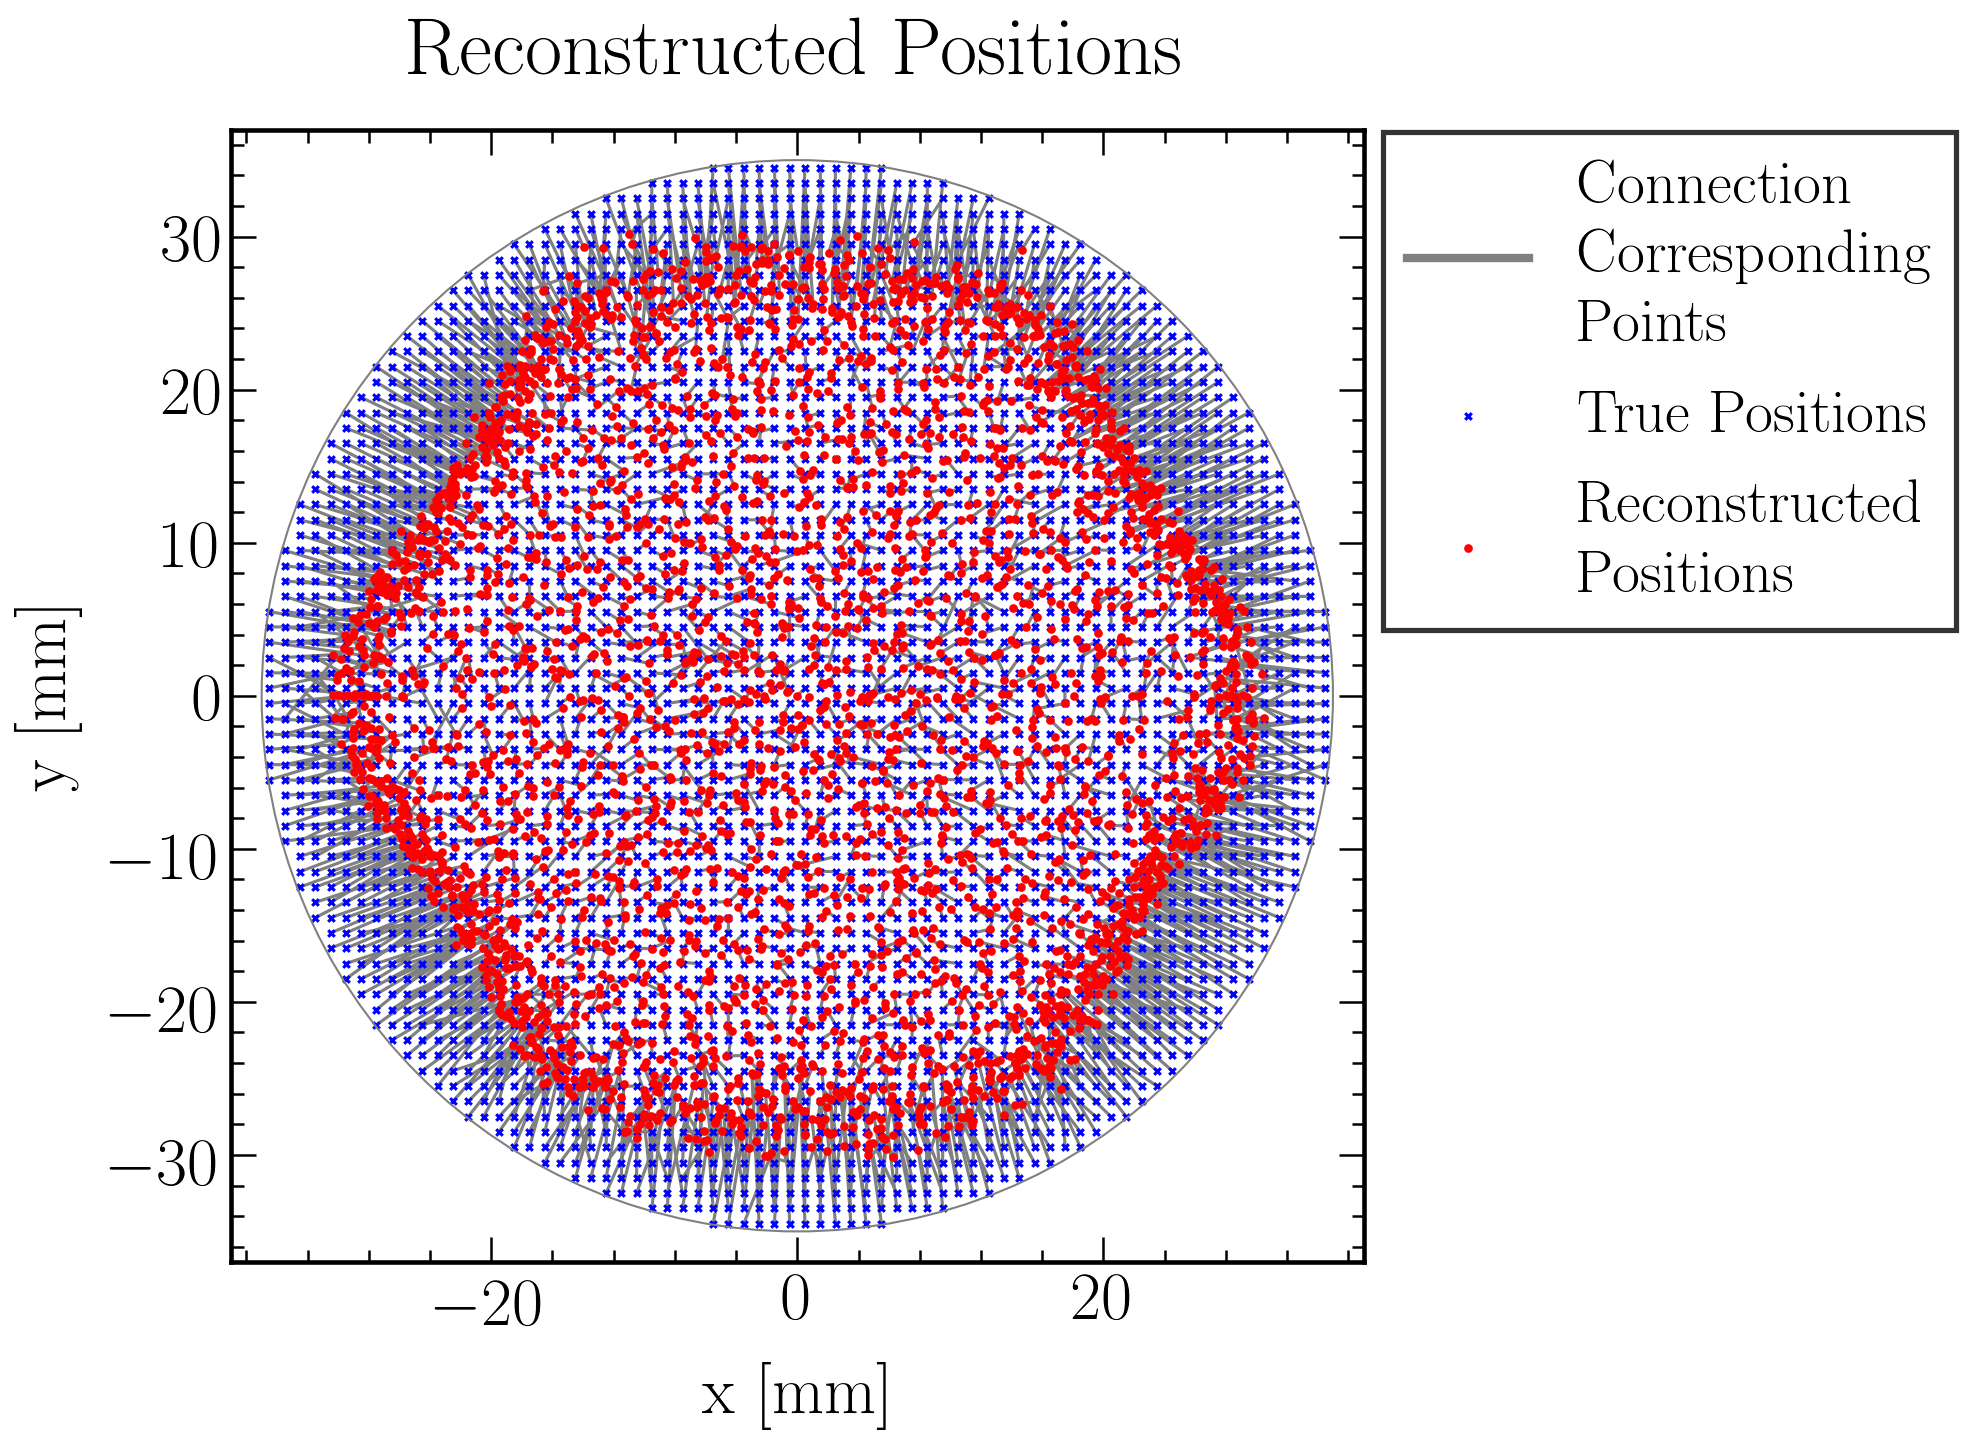 Reconstructed Positions
Connection
Corresponding
Points
True Positions
Reconstructed
Positions
y [mm]
30
20
10
0
−10
−20
−30
−20 0 20
x [mm]